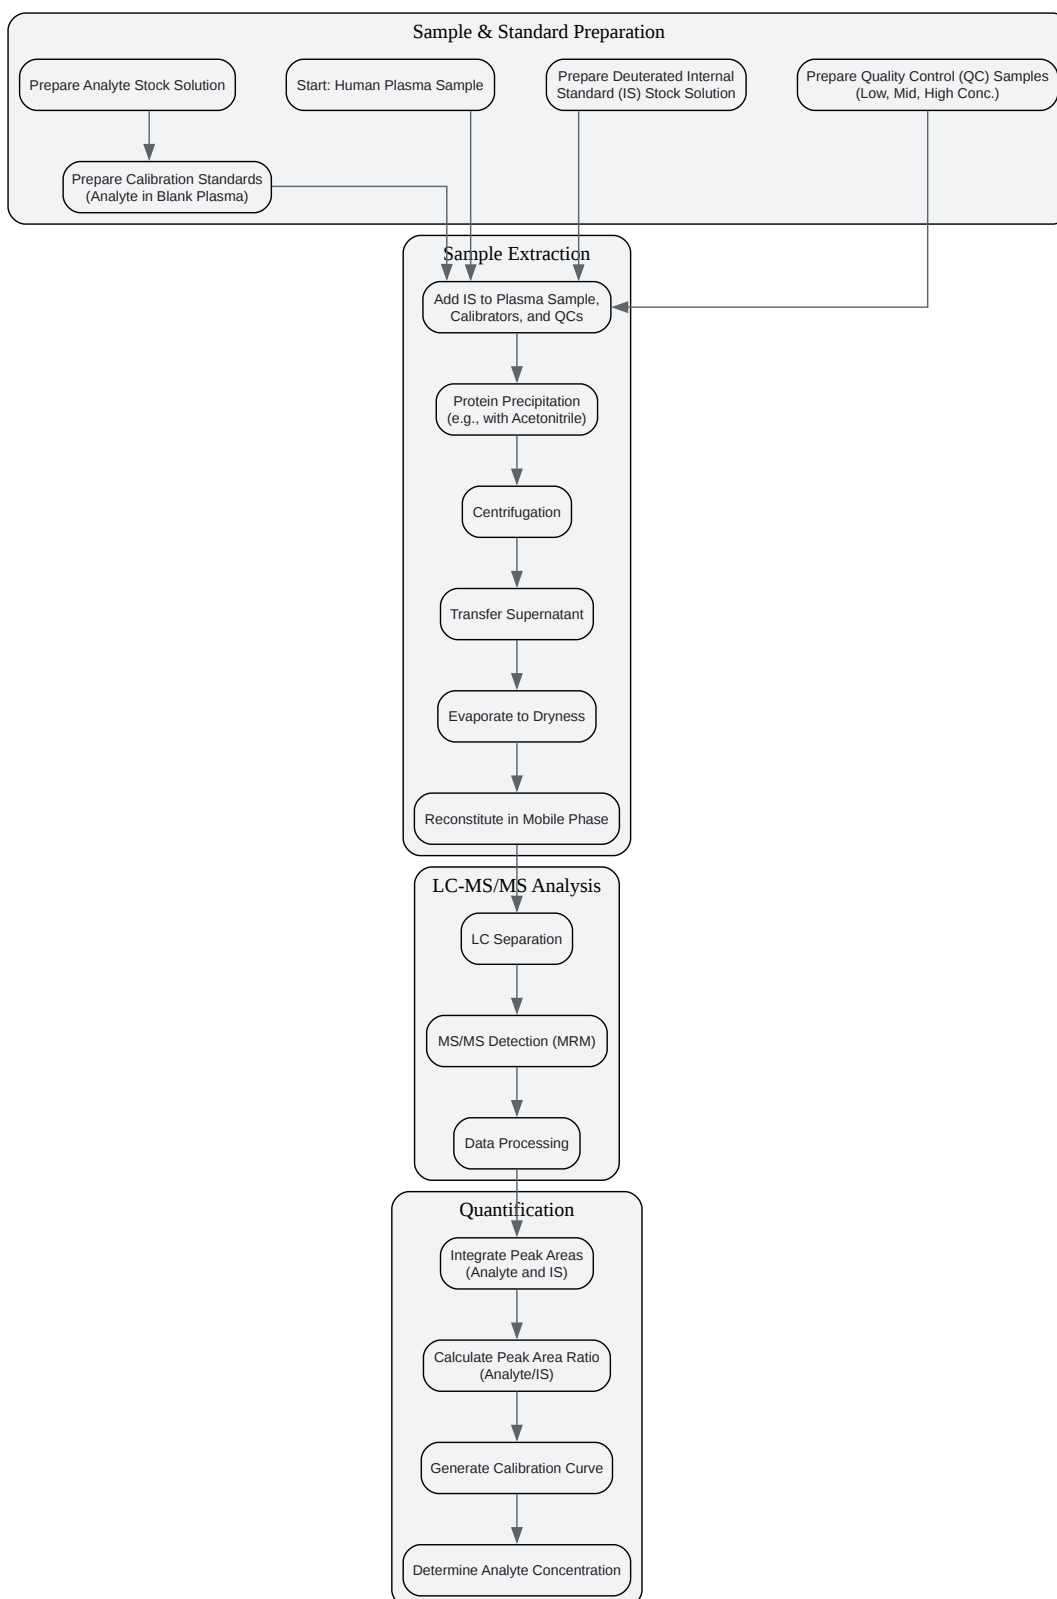 Sample & Standard Preparation
Prepare Analyte Stock Solution
Start: Human Plasma Sample
Prepare Deuterated Internal
Standard (IS) Stock Solution
Prepare Quality Control (QC) Samples
(Low, Mid, High Conc.)
Prepare Calibration Standards
(Analyte in Blank Plasma)
Sample Extraction
Add IS to Plasma Sample,
Calibrators, and QCs
Protein Precipitation
(e.g., with Acetonitrile)
Centrifugation
Transfer Supernatant
Evaporate to Dryness
Reconstitute in Mobile Phase
LC-MS/MS Analysis
LC Separation
MS/MS Detection (MRM)
Data Processing
Quantification
Integrate Peak Areas
(Analyte and IS)
Calculate Peak Area Ratio
(Analyte/IS)
Generate Calibration Curve
Determine Analyte Concentration